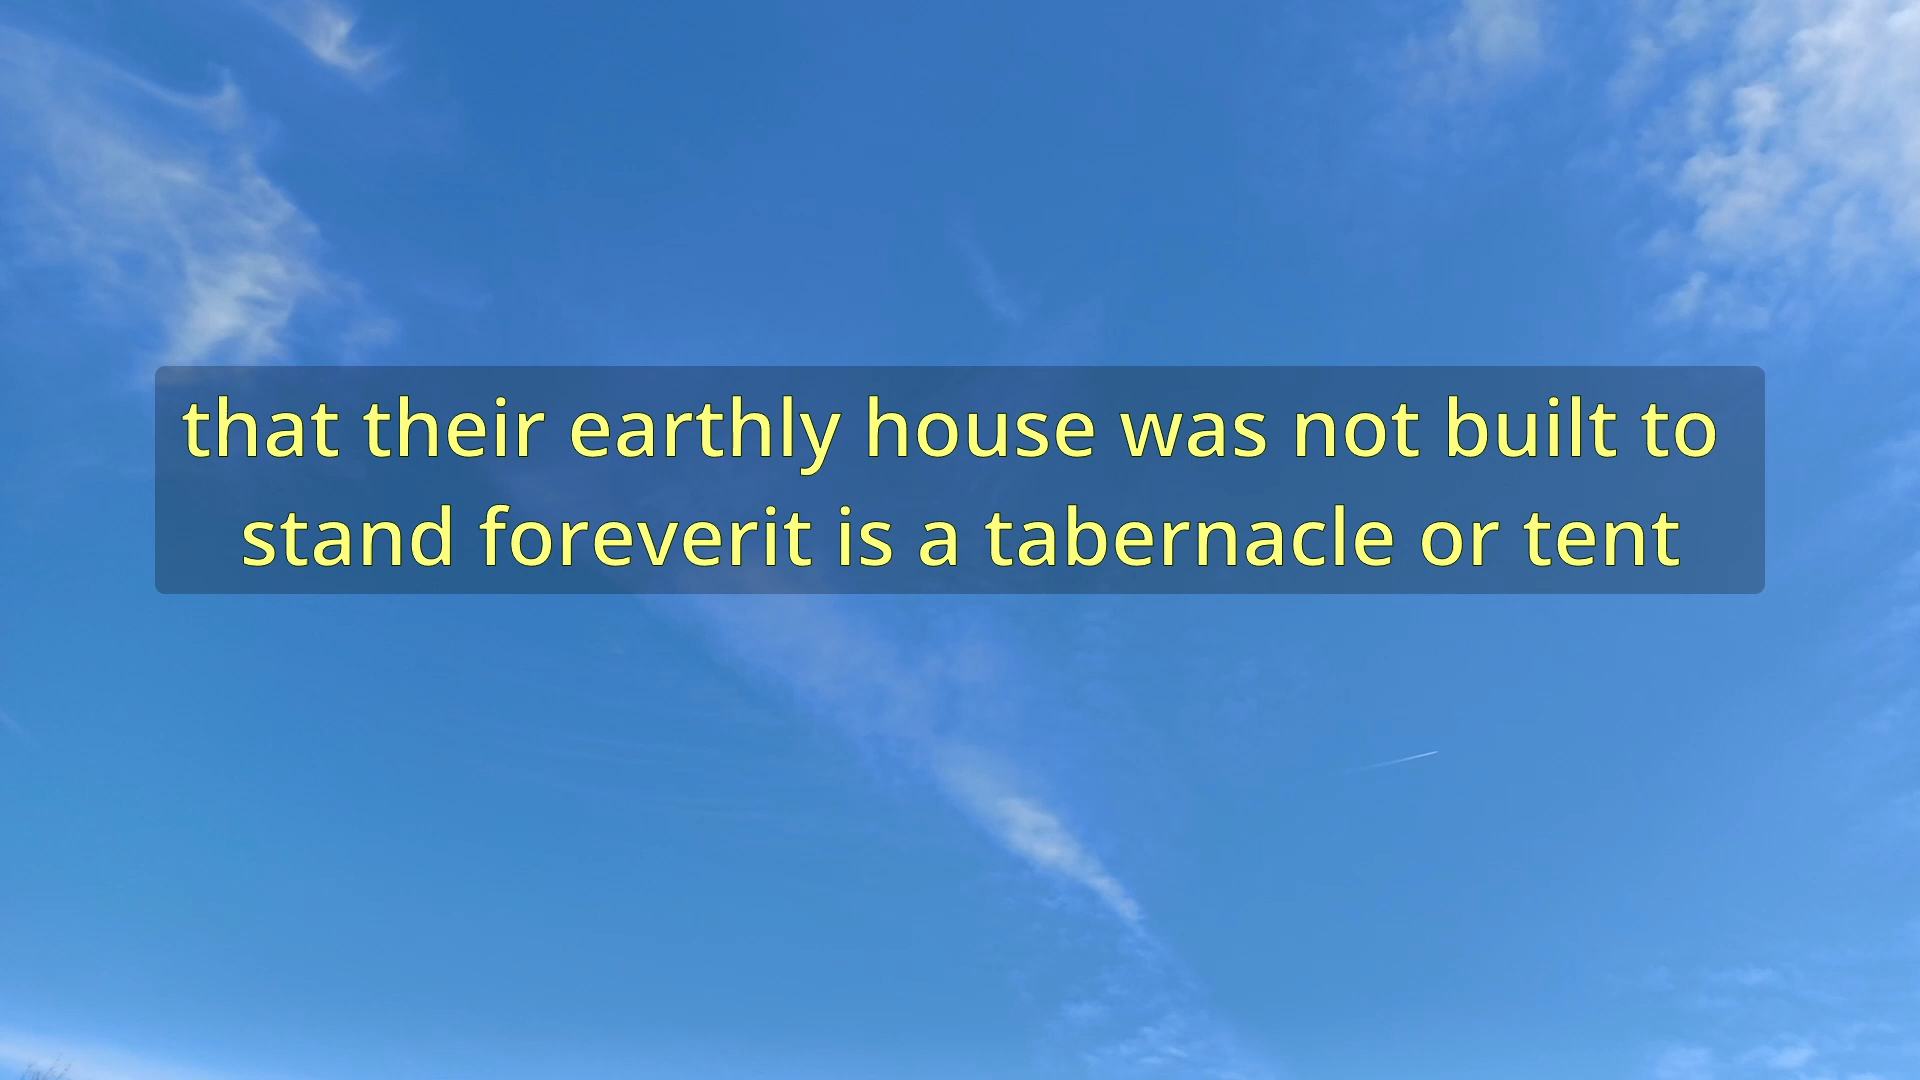 that their earthly house was not built to
stand foreverit is a tabernacle or tent